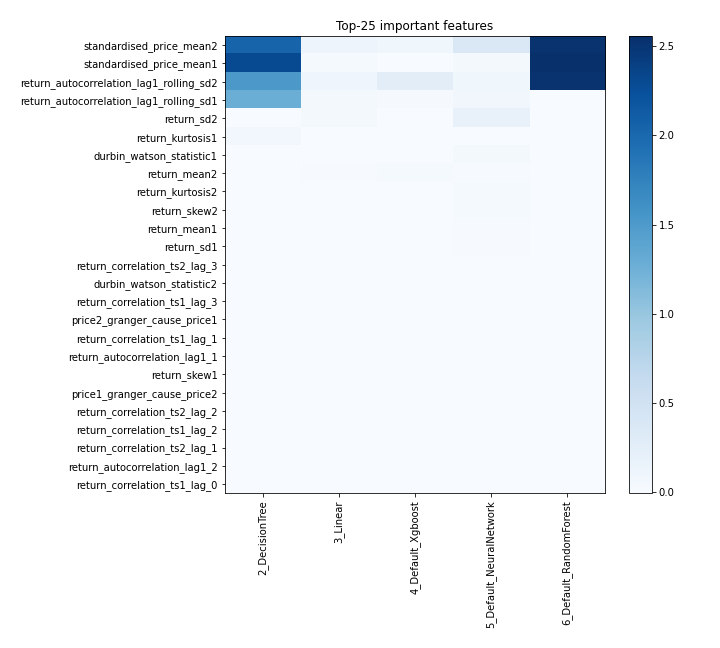 Top-25 important features
standardised_price_mean2
standardised_price_mean1
return_autocorrelation_lag1_rolling_sd2
return_autocorrelation_lag1_rolling_sd1
return_sd2
return_kurtosis1
durbin_watson_statistic1
return_mean2
return_kurtosis2
return_skew2
return_mean1
return_sd1
return_correlation_ts2_lag_3
durbin_watson_statistic2
return_correlation_ts1_lag_3
price2_granger_cause_price1
return_correlation_ts1_lag_1
return_autocorrelation_lag1_1
return_skew1
price1_granger_cause_price2
return_correlation_ts2_lag_2
return_correlation_ts1_lag_2
return_correlation_ts2_lag_1
return_autocorrelation_lag1_2
return_correlation_ts1_lag_0
2_DecisionTree
3_Linear
4_Default_Xgboost
5_Default_NeuralNetwork
6_Default_RandomForest
2.5
2.0
1.5
1.0
0.5
0.0